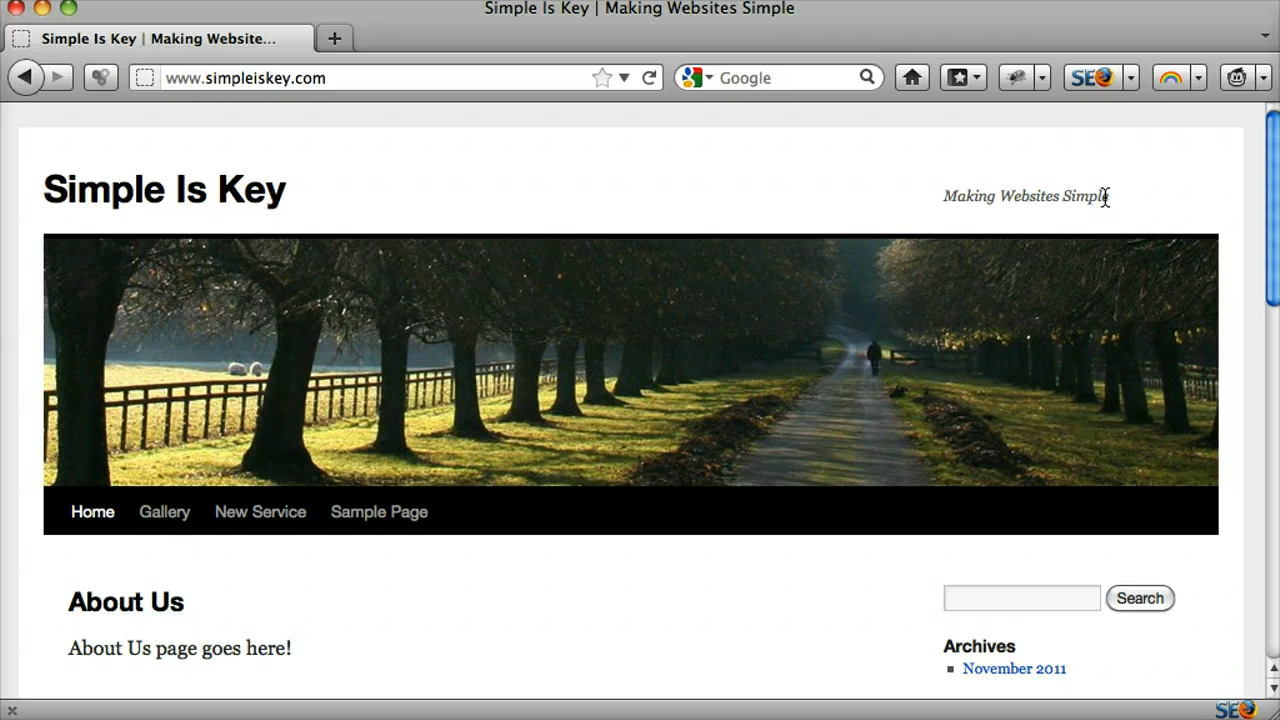 Simple Is Key | Making Websites Simple
Simple Is Key | Making Website...
www.simpleiskey.com
Google
SEO
Simple Is Key
Making Websites Simple
Home
Gallery
New Service
Sample Page
About Us
About Us page goes here!
Search
Archives
November 2011
SEO